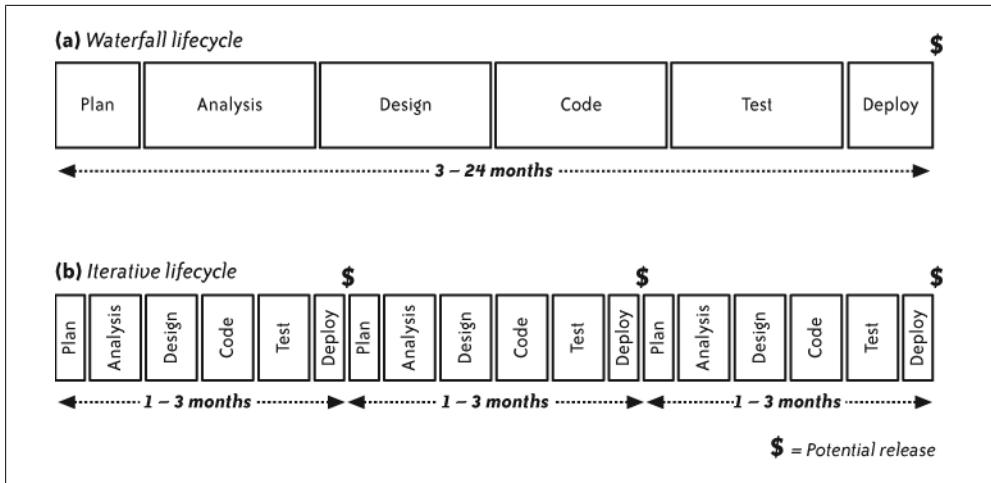 (a) Waterfall lifecycle
$
Plan Analysis Design Code Test Deploy
3 – 24 months
(b) Iterative lifecycle
$ $ $
Plan Analysis Design Code Test Deploy Plan Analysis Design Code Test Deploy Plan Analysis Design Code Test Deploy
1 – 3 months 1 – 3 months 1 – 3 months
$ = Potential release